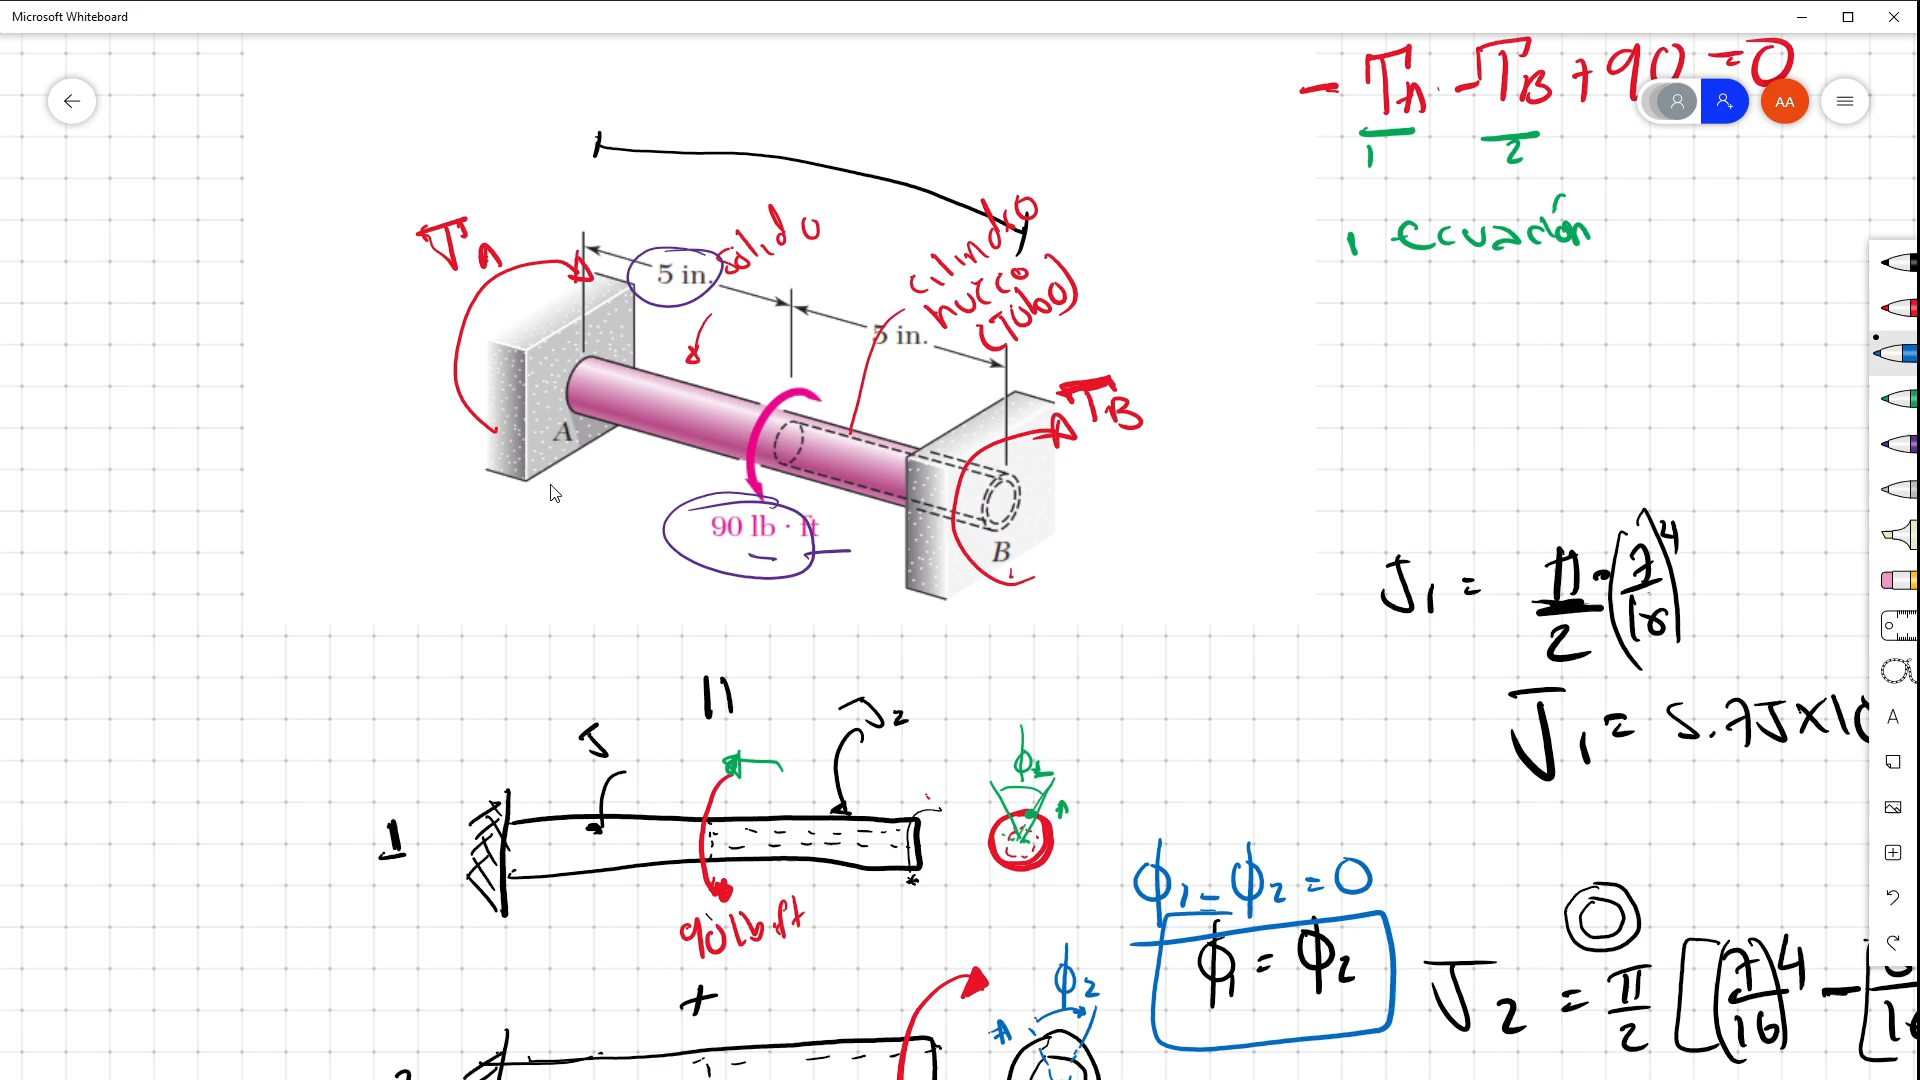 Microsoft Whiteboard
- TA - TB + 90 = 0
AA
1 2
1 ecuación
TA
5 in.
sólido
cilindro
hueco
(Tubo)
5 in.
TB
A
90 lb · ft
B
J1 = π/2 · (7/16)^4
J1 = 5.75x10
J
J2
ϕ1
1
90 lb.ft
ϕ1 - ϕ2 = 0
ϕ1 = ϕ2
+
ϕ2
J2 = π/2 [(7/16)^4 -
A